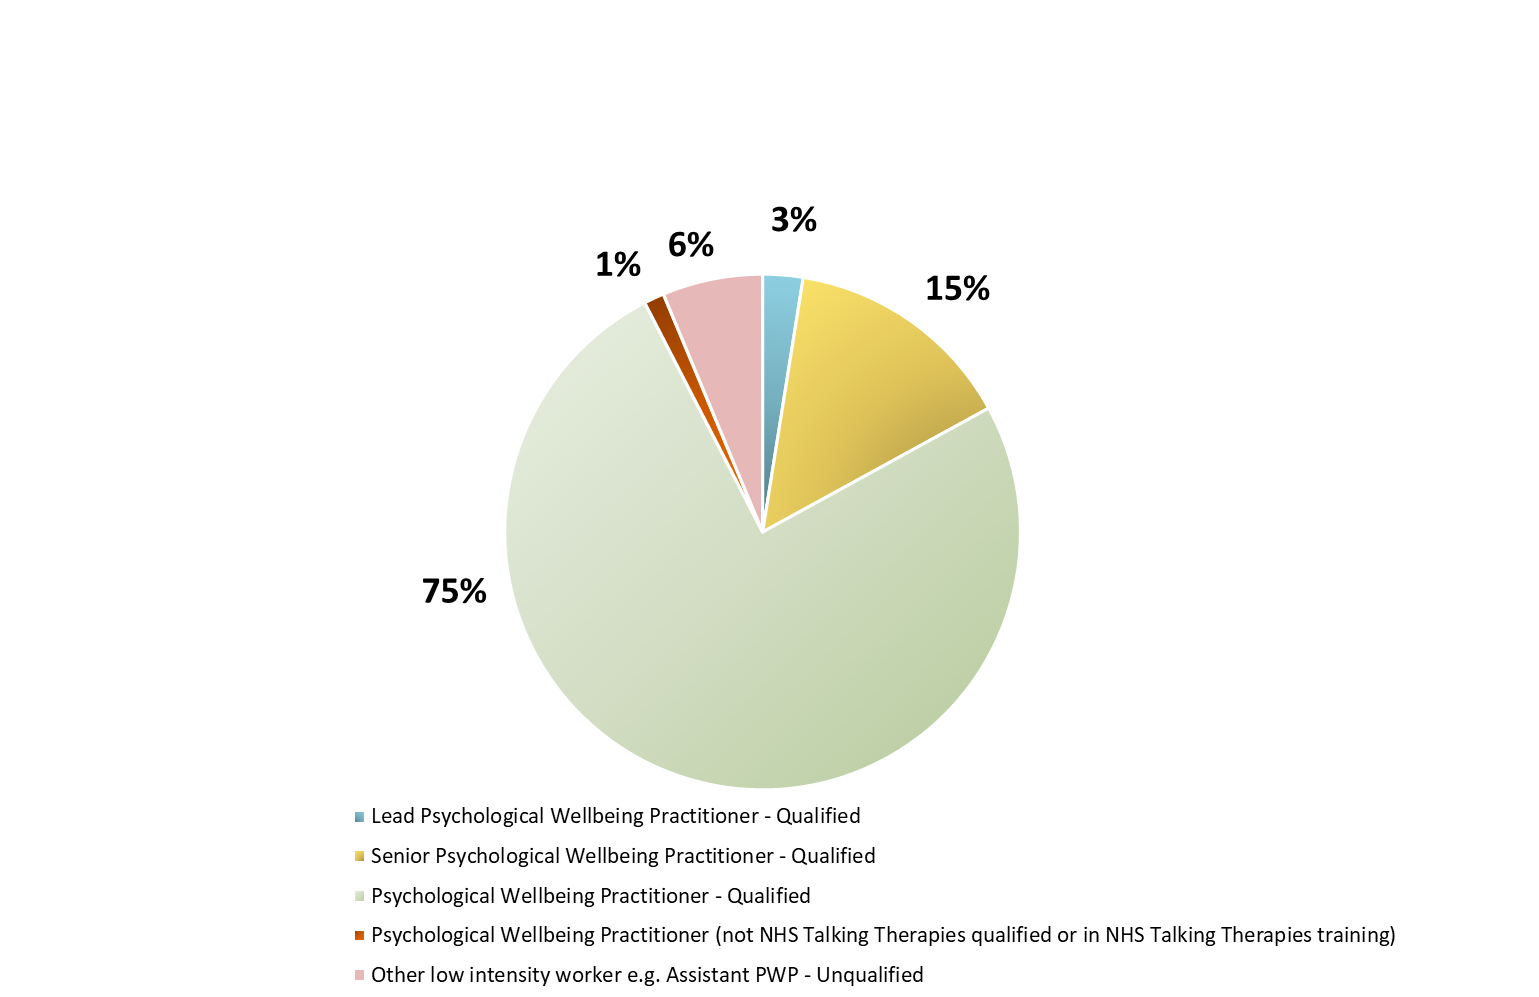 3%
6%
1%
15%
75%
Lead Psychological Wellbeing Practitioner - Qualified
Senior Psychological Wellbeing Practitioner - Qualified
Psychological Wellbeing Practitioner - Qualified
Psychological Wellbeing Practitioner (not NHS Talking Therapies qualified or in NHS Talking Therapies training)
Other low intensity worker e.g. Assistant PWP - Unqualified